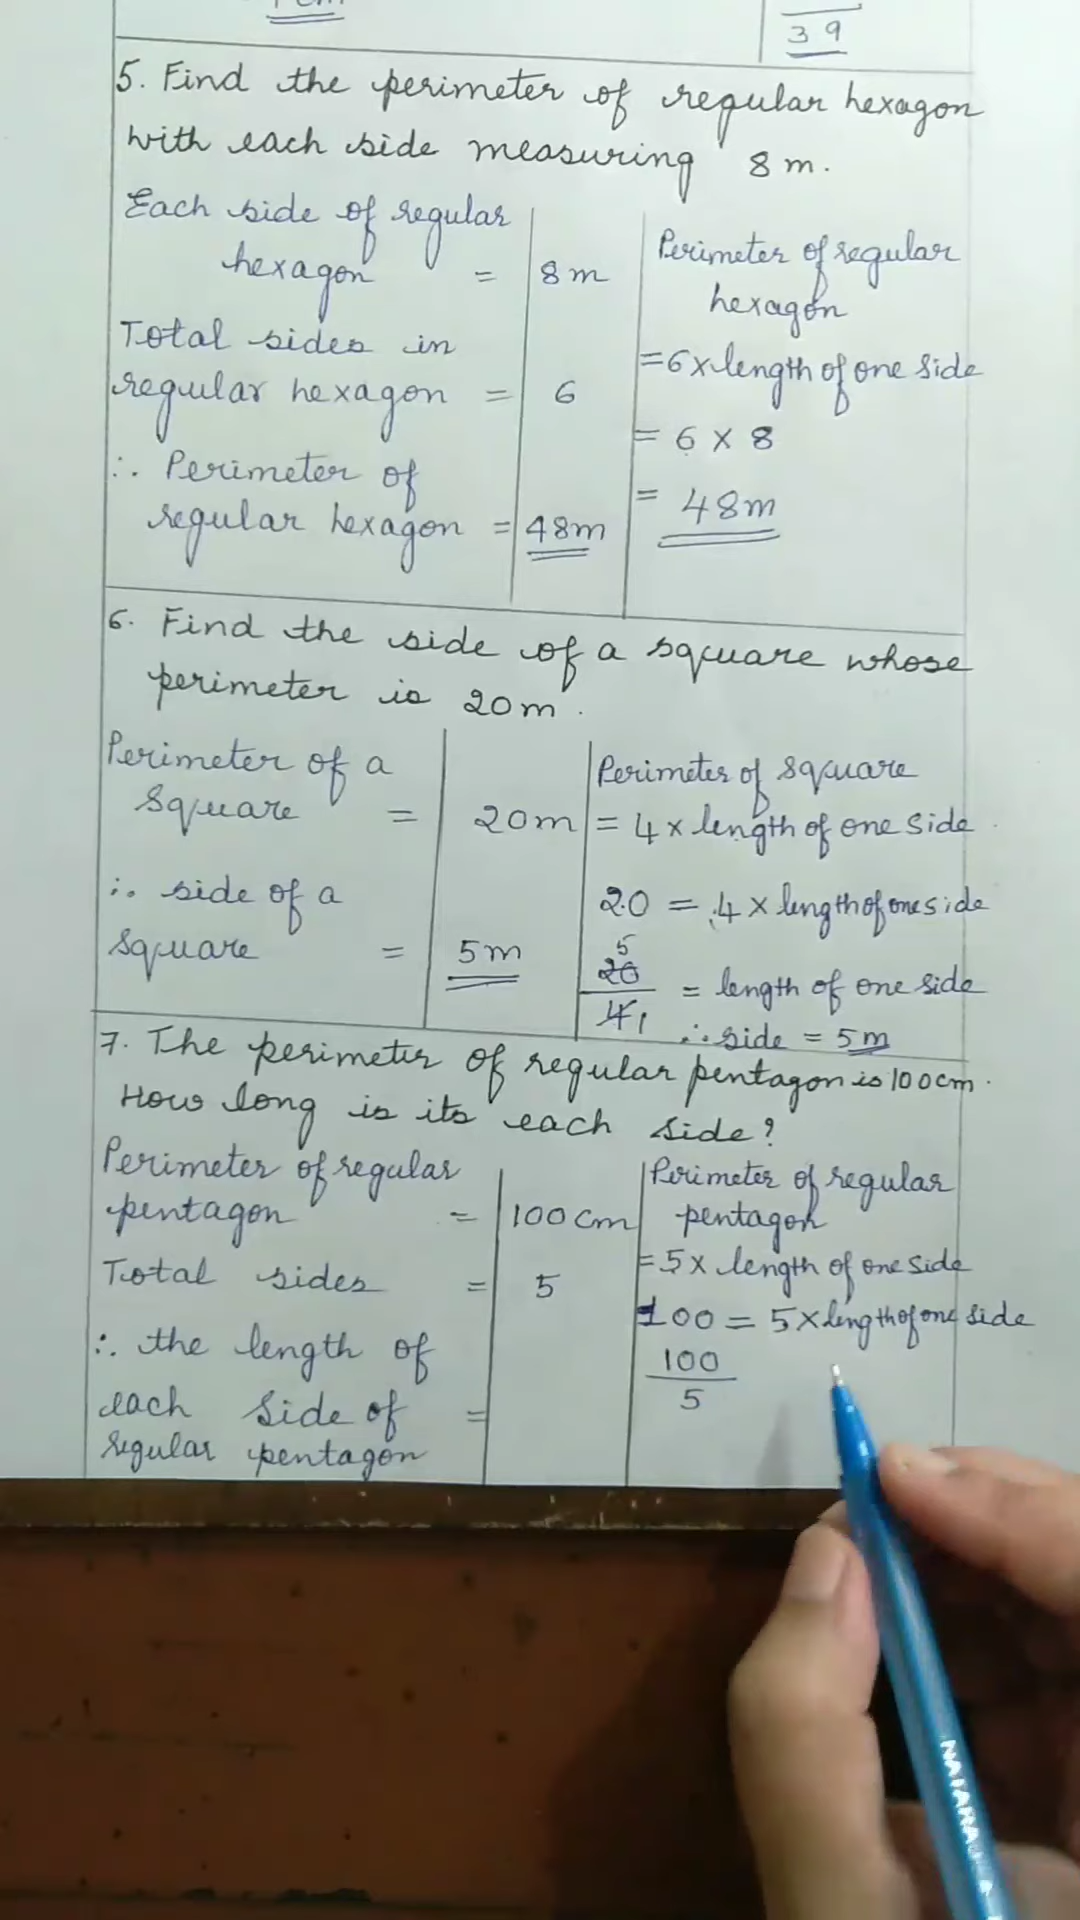 39
5. Find the perimeter of regular hexagon
with each side measuring 8 m.
Each side of regular
hexagon = 8 m
Total sides in
regular hexagon = 6
∴ Perimeter of
regular hexagon = 48m
Perimeter of regular
hexagon
= 6 x length of one side
= 6 x 8
= 48m
6. Find the side of a square whose
perimeter is 20m.
Perimeter of a
square = 20m
∴ side of a
square = 5m
Perimeter of square
= 4 x length of one side.
20 = 4 x length of one side
5
20
41 = length of one side
∴ side = 5m
7. The perimeter of regular pentagon is 100cm.
How long is its each side?
Perimeter of regular
pentagon = 100 cm
Total sides = 5
∴ the length of
each side of =
regular pentagon
Perimeter of regular
pentagon
= 5 x length of one side
100 = 5 x length of one side
100
5
NATARAJ